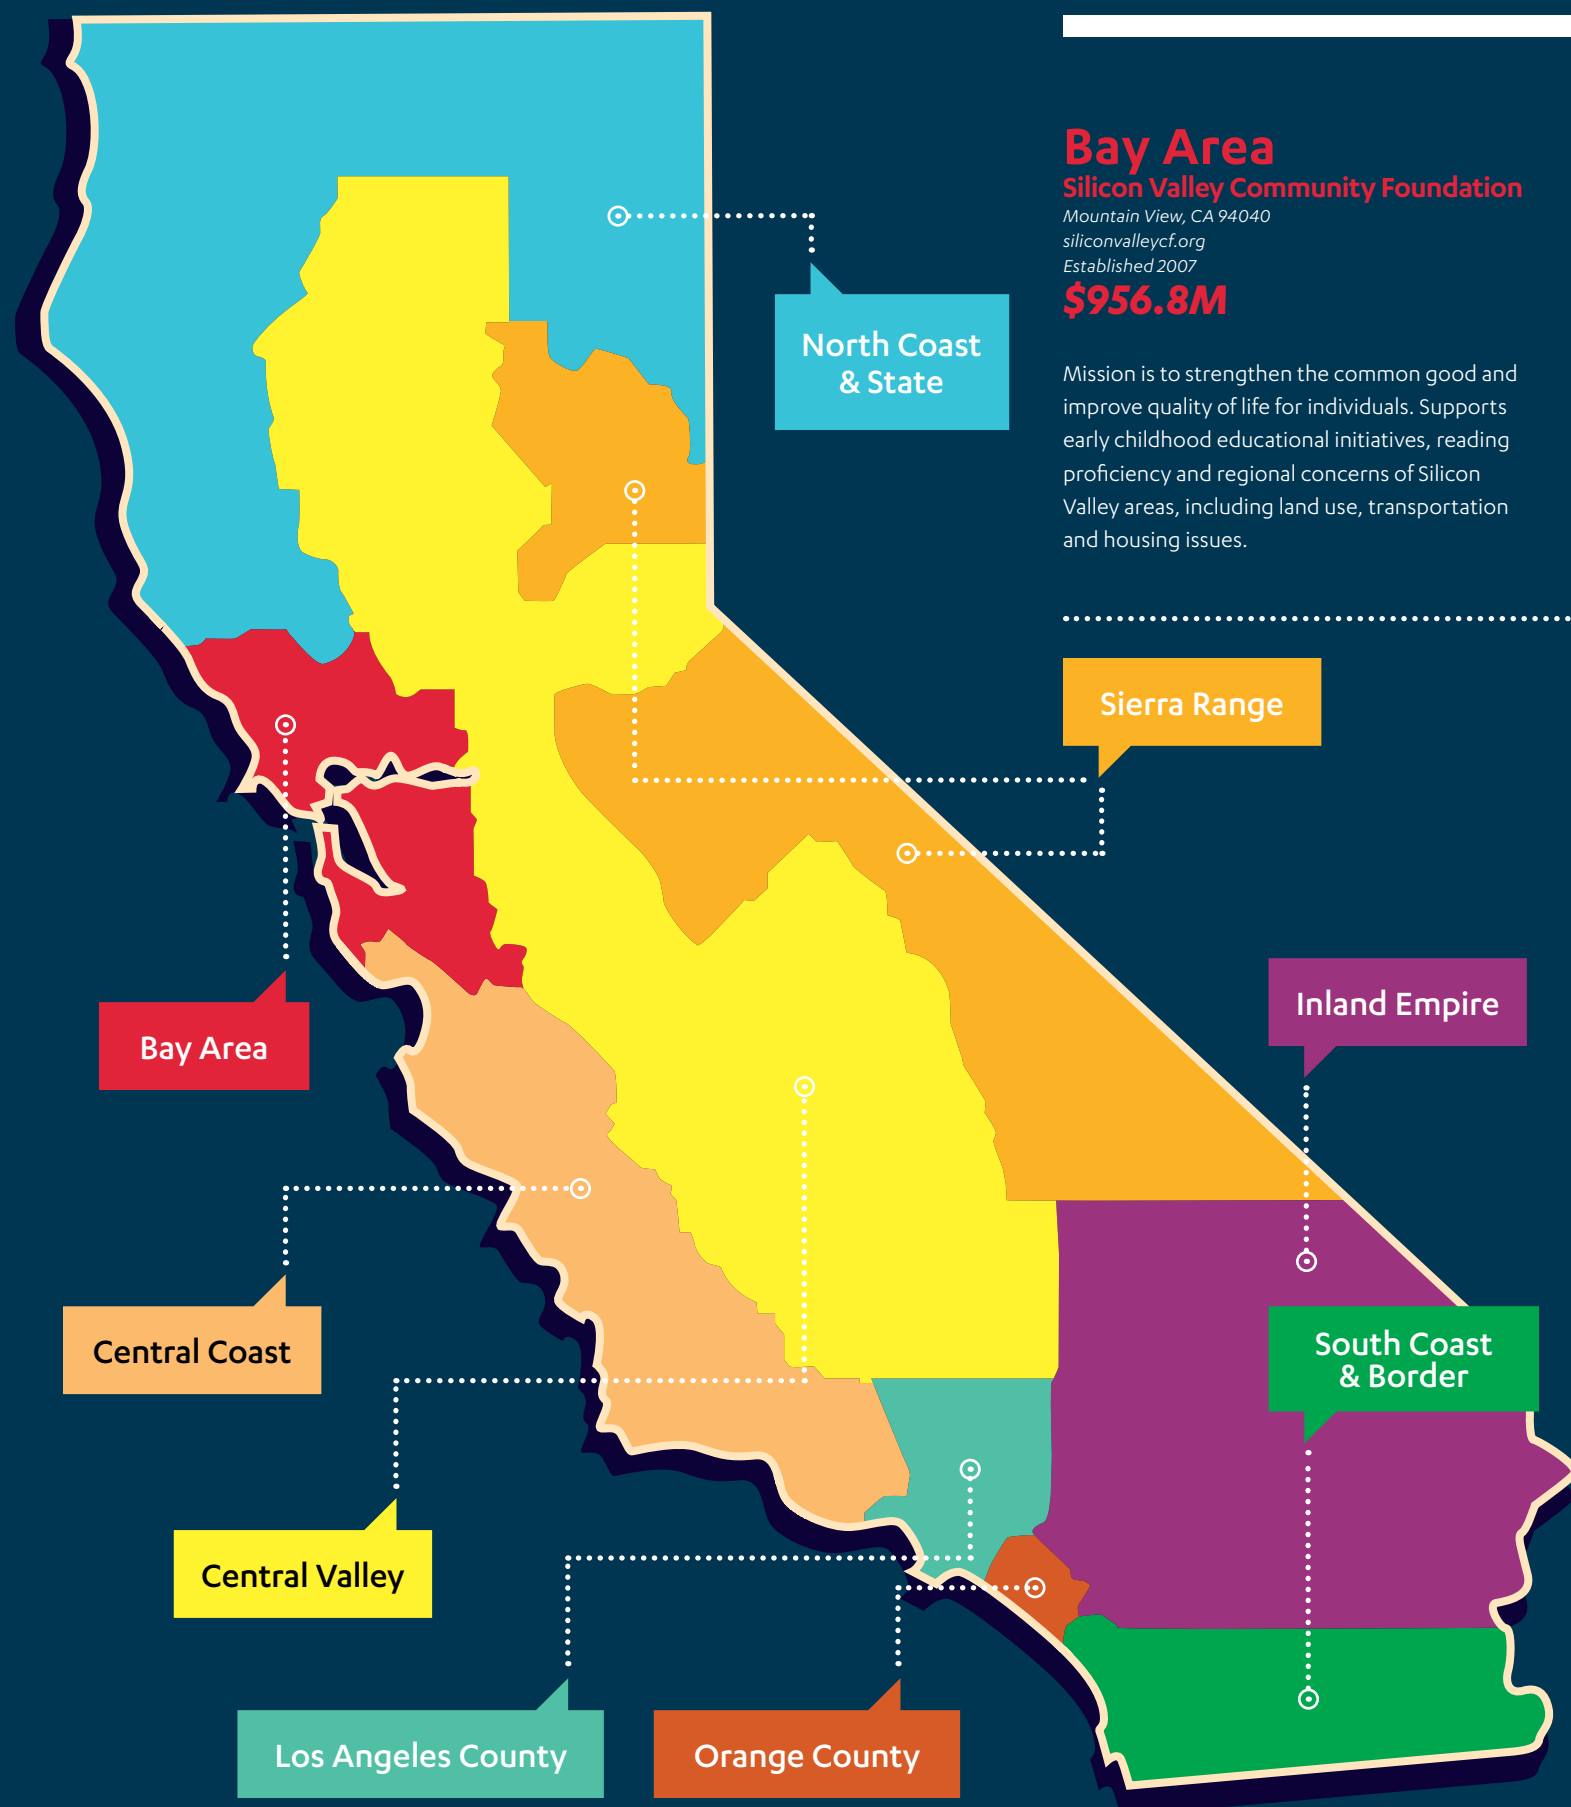 Bay Area
Silicon Valley Community Foundation
Mountain View, CA 94040
siliconvalleycf.org
Established 2007
$956.8M
Mission is to strengthen the common good and
improve quality of life for individuals. Supports
early childhood educational initiatives, reading
proficiency and regional concerns of Silicon
Valley areas, including land use, transportation
and housing issues.
North Coast
& State
Sierra Range
Inland Empire
Bay Area
South Coast
& Border
Central Coast
Central Valley
Los Angeles County
Orange County